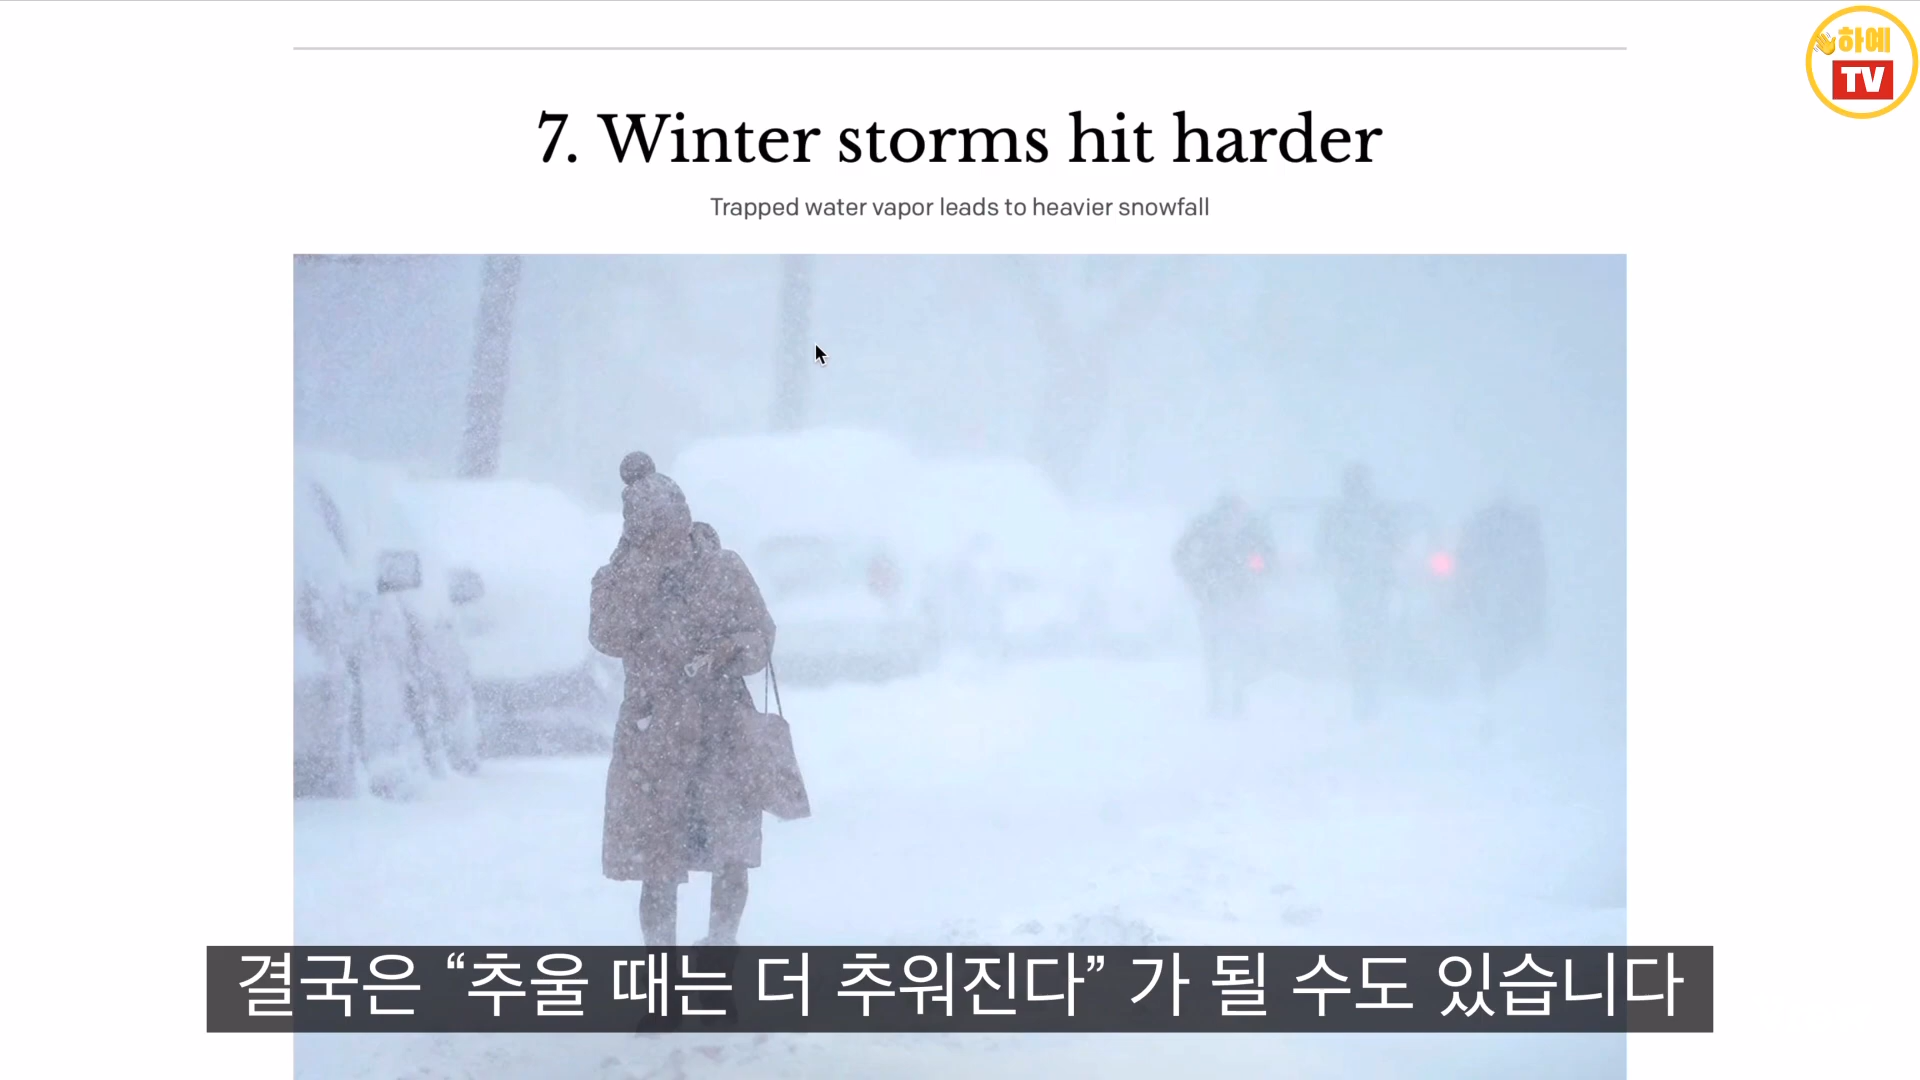 하예
TV
7. Winter storms hit harder
Trapped water vapor leads to heavier snowfall
결국은 “추울 때는 더 추워진다” 가 될 수도 있습니다